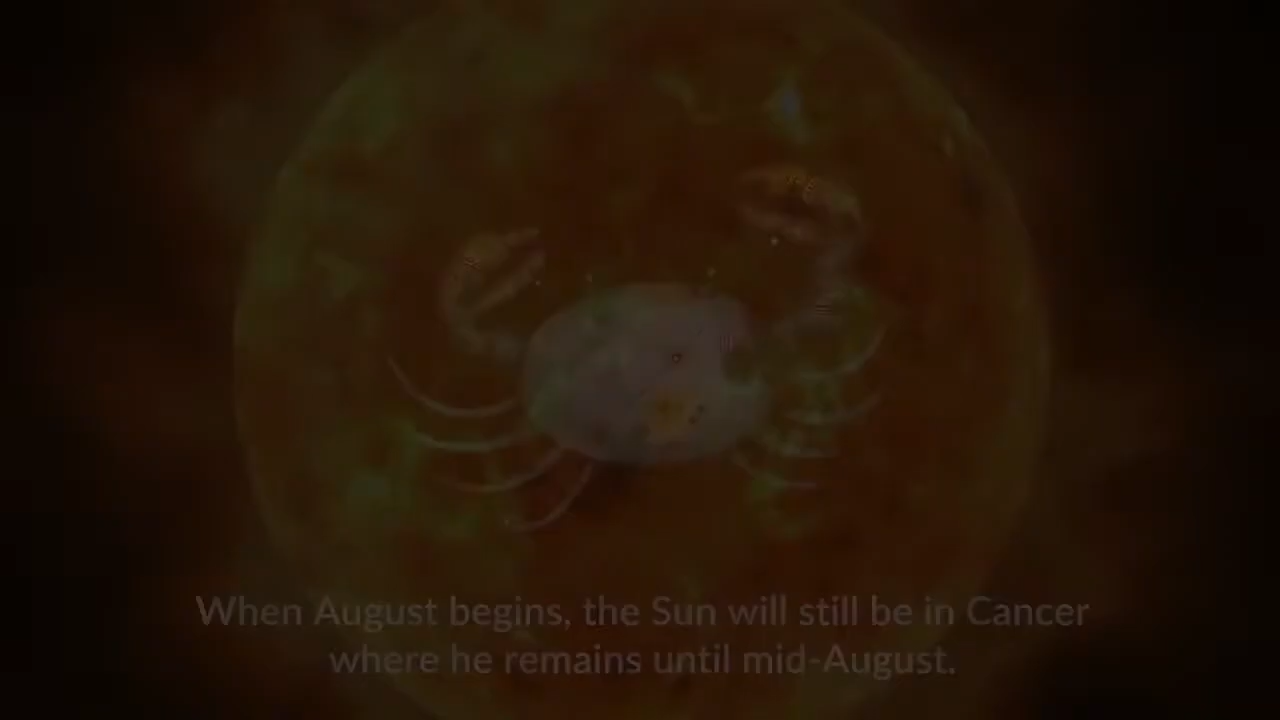 When August begins, the Sun will still be in Cancer
where he remains until mid-August.